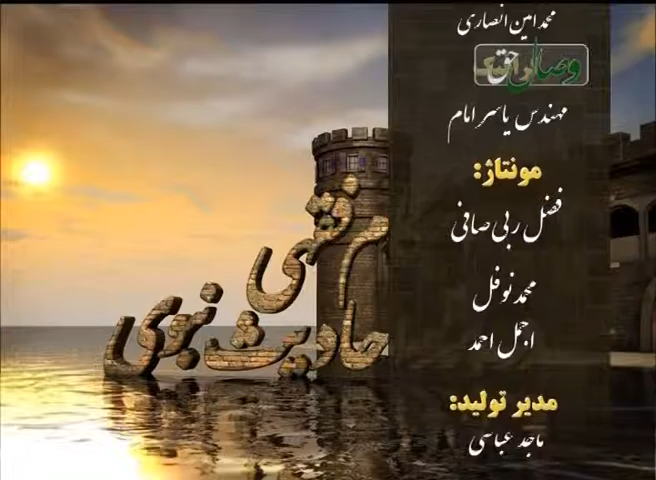 محمد امین انصاری
وصال حق
مهندس یاسر امام
مونتاژ:
فضل ربی صافی
محمد نوفل
اجمل احمد
مدیر تولید:
ماجد عباسی
فقهی
احادیث نبوی